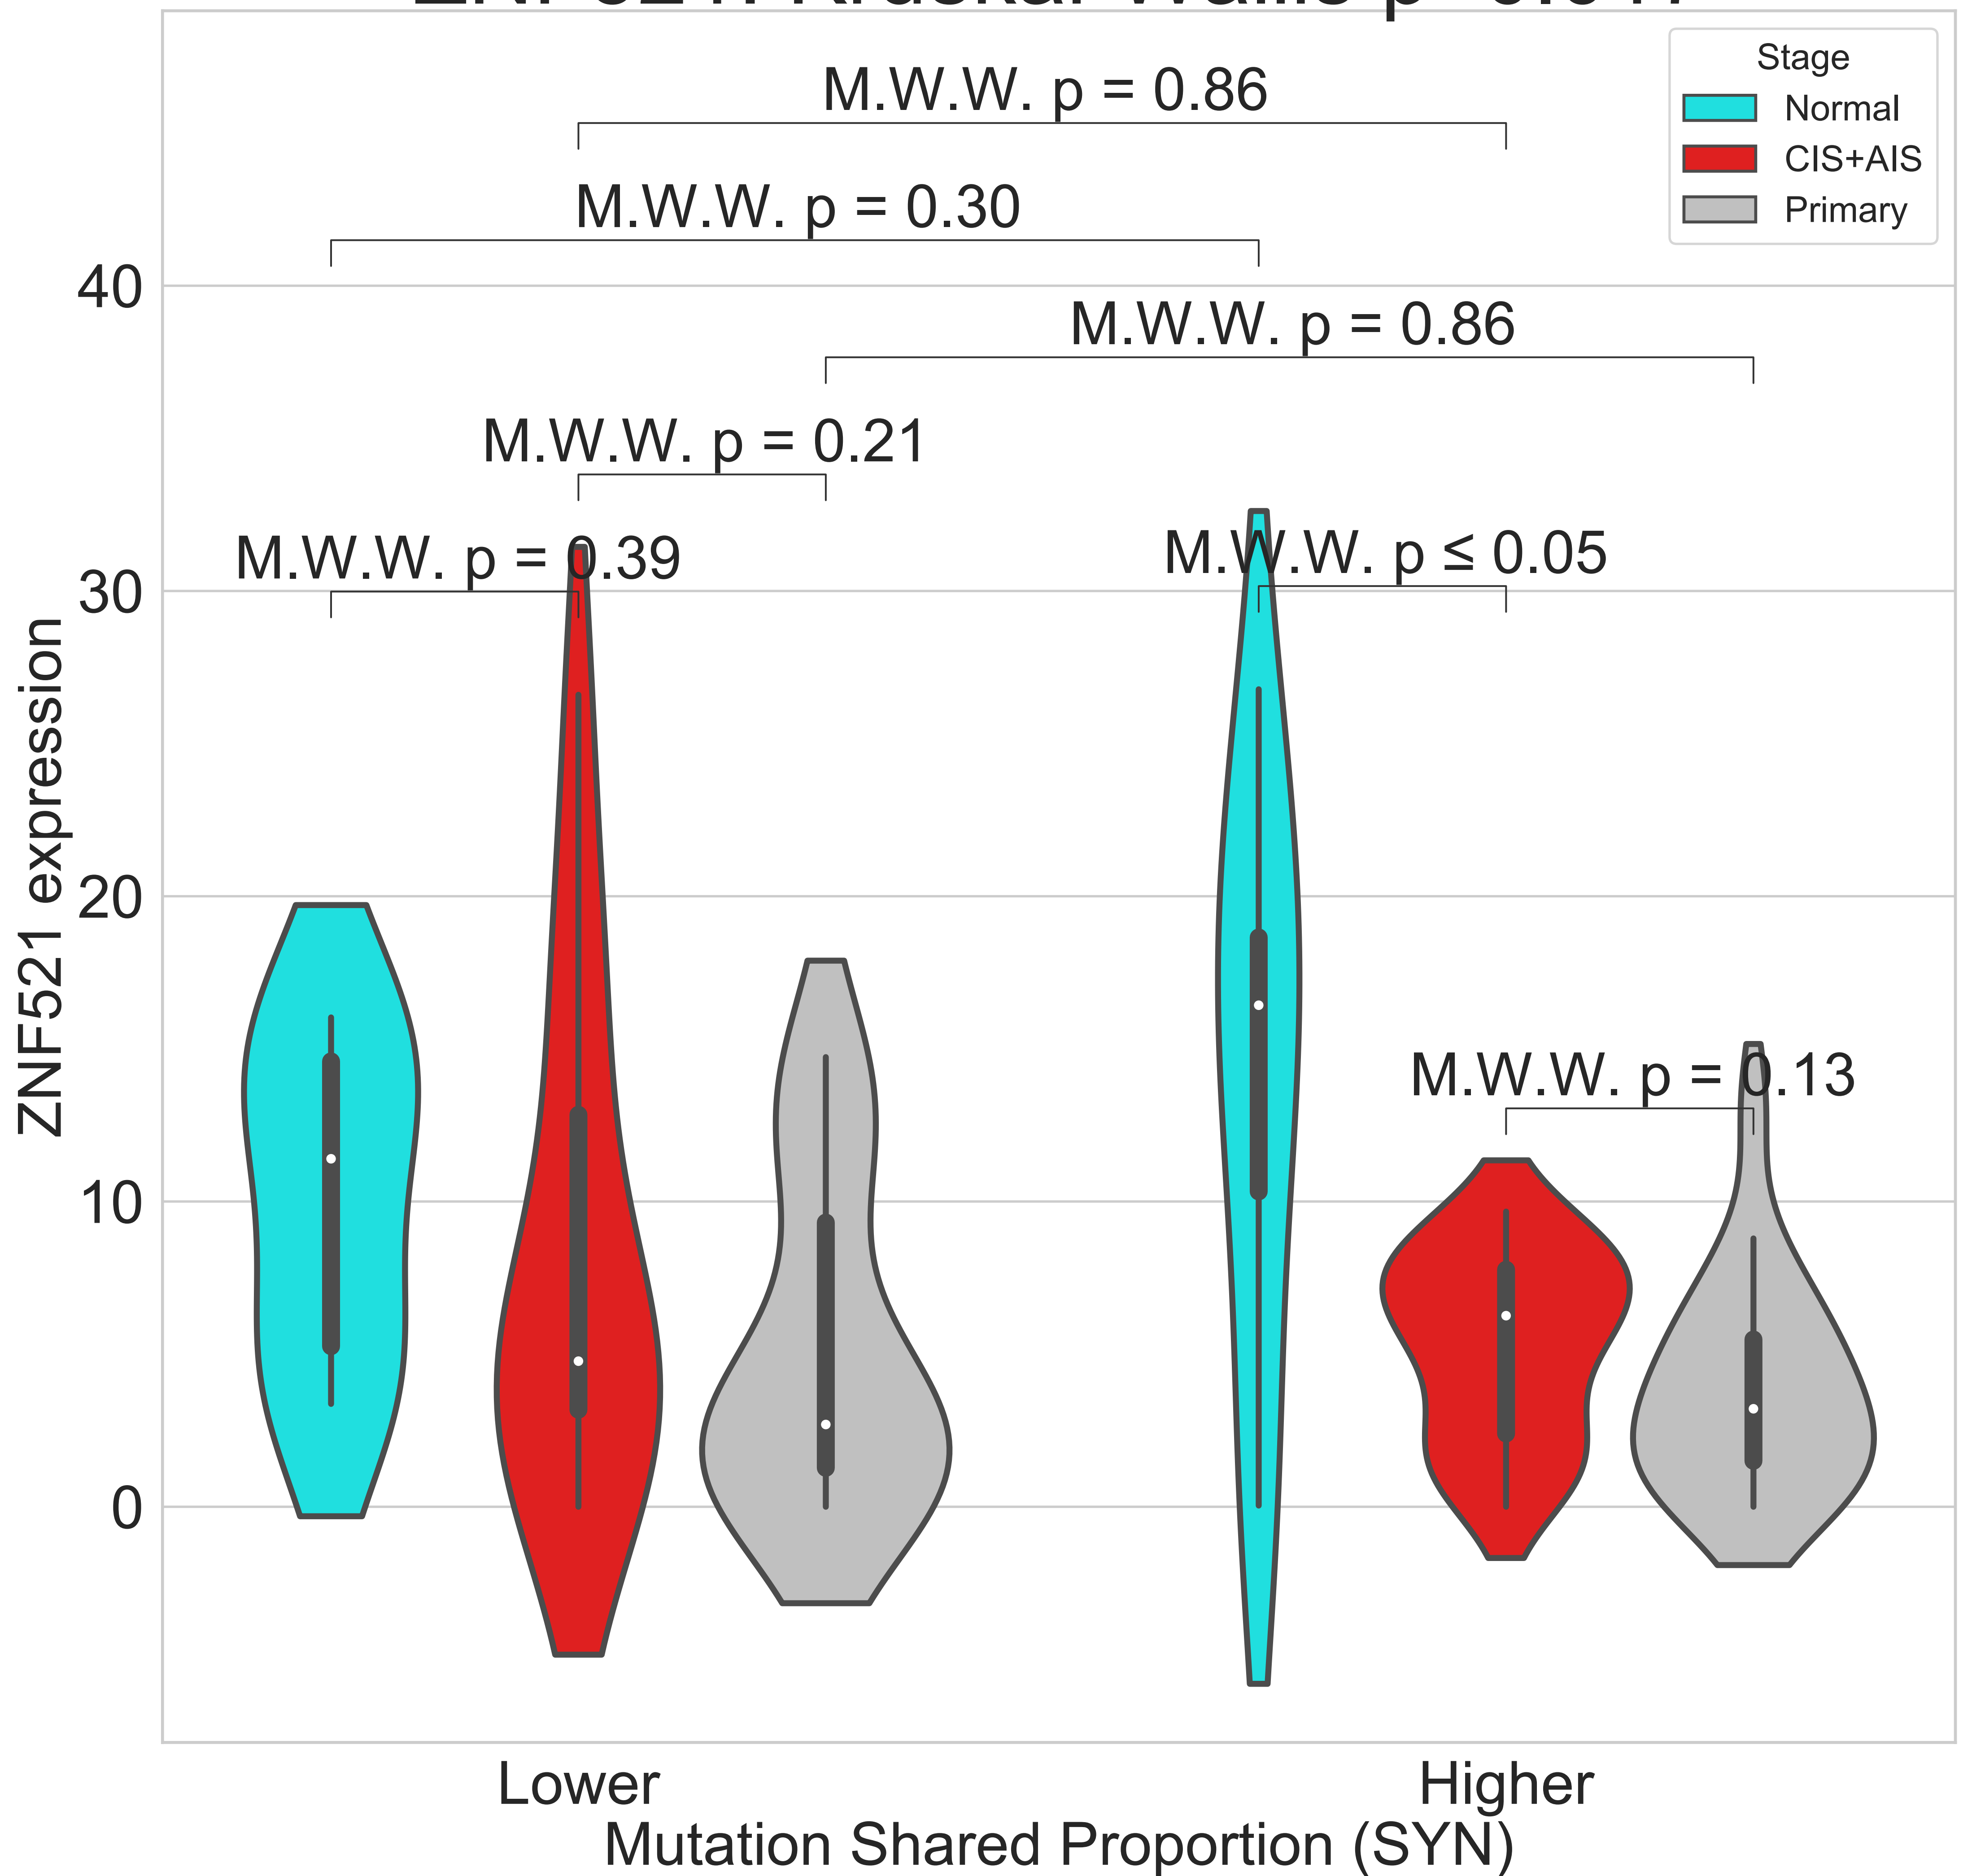 Stage
Normal
CIS+AIS
Primary
M.W.W. p = 0.86
M.W.W. p = 0.30
M.W.W. p = 0.86
M.W.W. p = 0.21
M.W.W. p = 0.39
M.W.W. p ≤ 0.05
M.W.W. p = 0.13
40
30
20
10
0
ZNF521 expression
Lower
Higher
Mutation Shared Proportion (SYN)